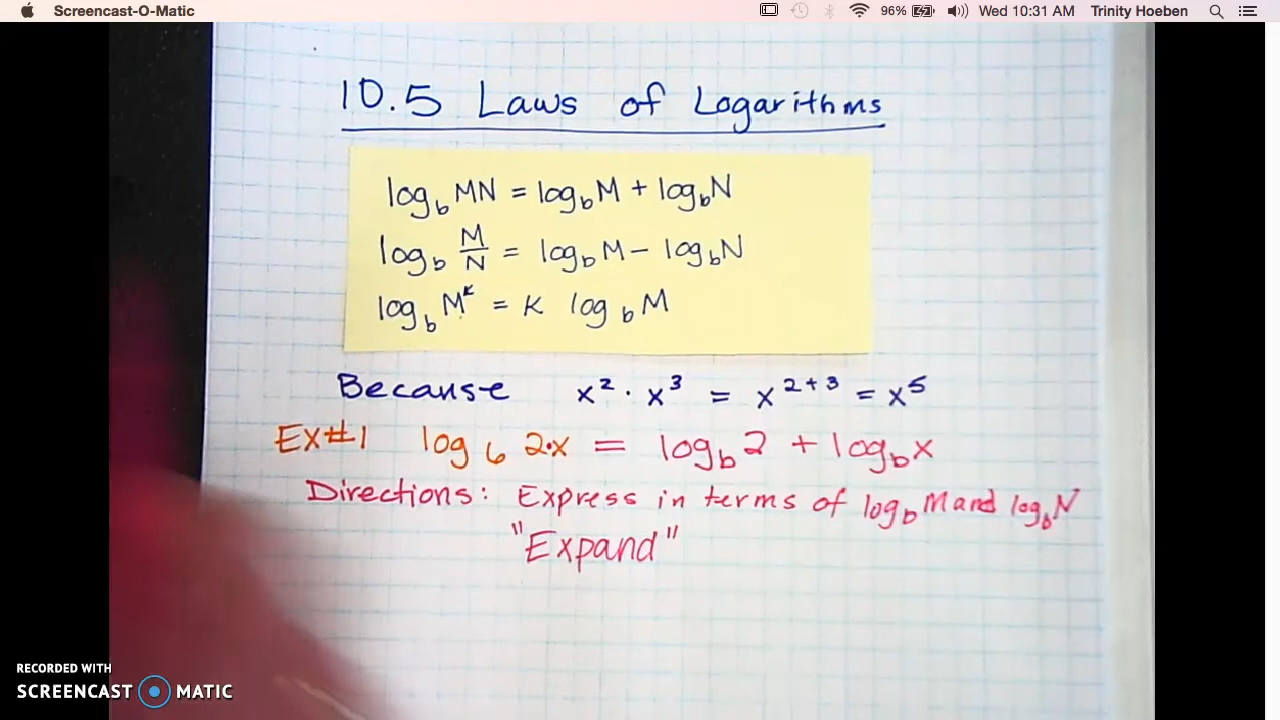 Screencast-O-Matic 96% Wed 10:31 AM Trinity Hoeben
10.5 Laws of Logarithms
log_b MN = log_b M + log_b N
log_b M/N = log_b M - log_b N
log_b M^k = K log_b M
Because x² · x³ = x²⁺³ = x⁵
Ex#1 log_b 2·x = log_b 2 + log_b x
Directions: Express in terms of log_b M and log_b N
"Expand"
RECORDED WITH
SCREENCAST MATIC